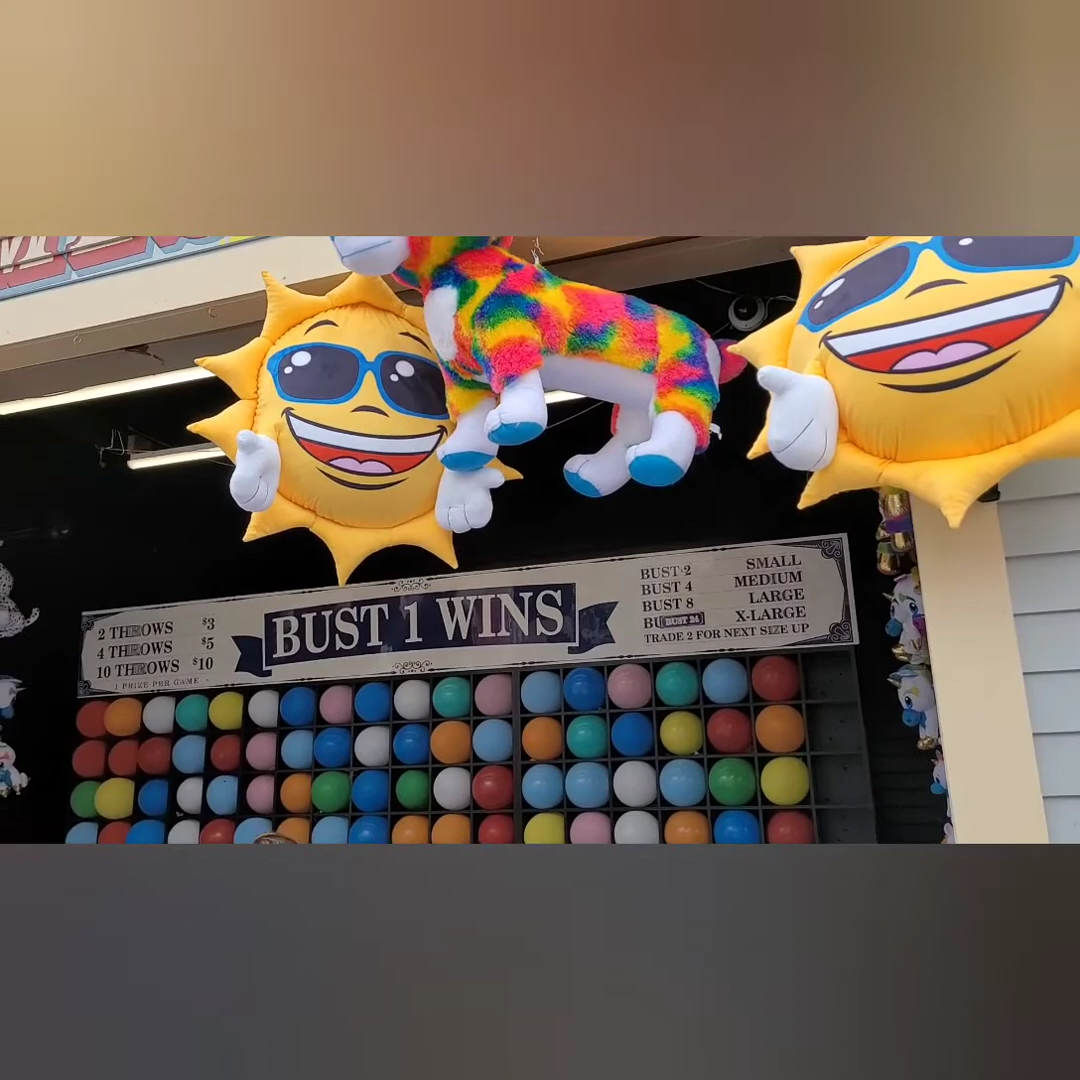 2 THROWS $3
4 THROWS $5
10 THROWS $10
1 PRIZE PER GAME
BUST 1 WINS
BUST 2 SMALL
BUST 4 MEDIUM
BUST 8 LARGE
BUST 24 X-LARGE
TRADE 2 FOR NEXT SIZE UP